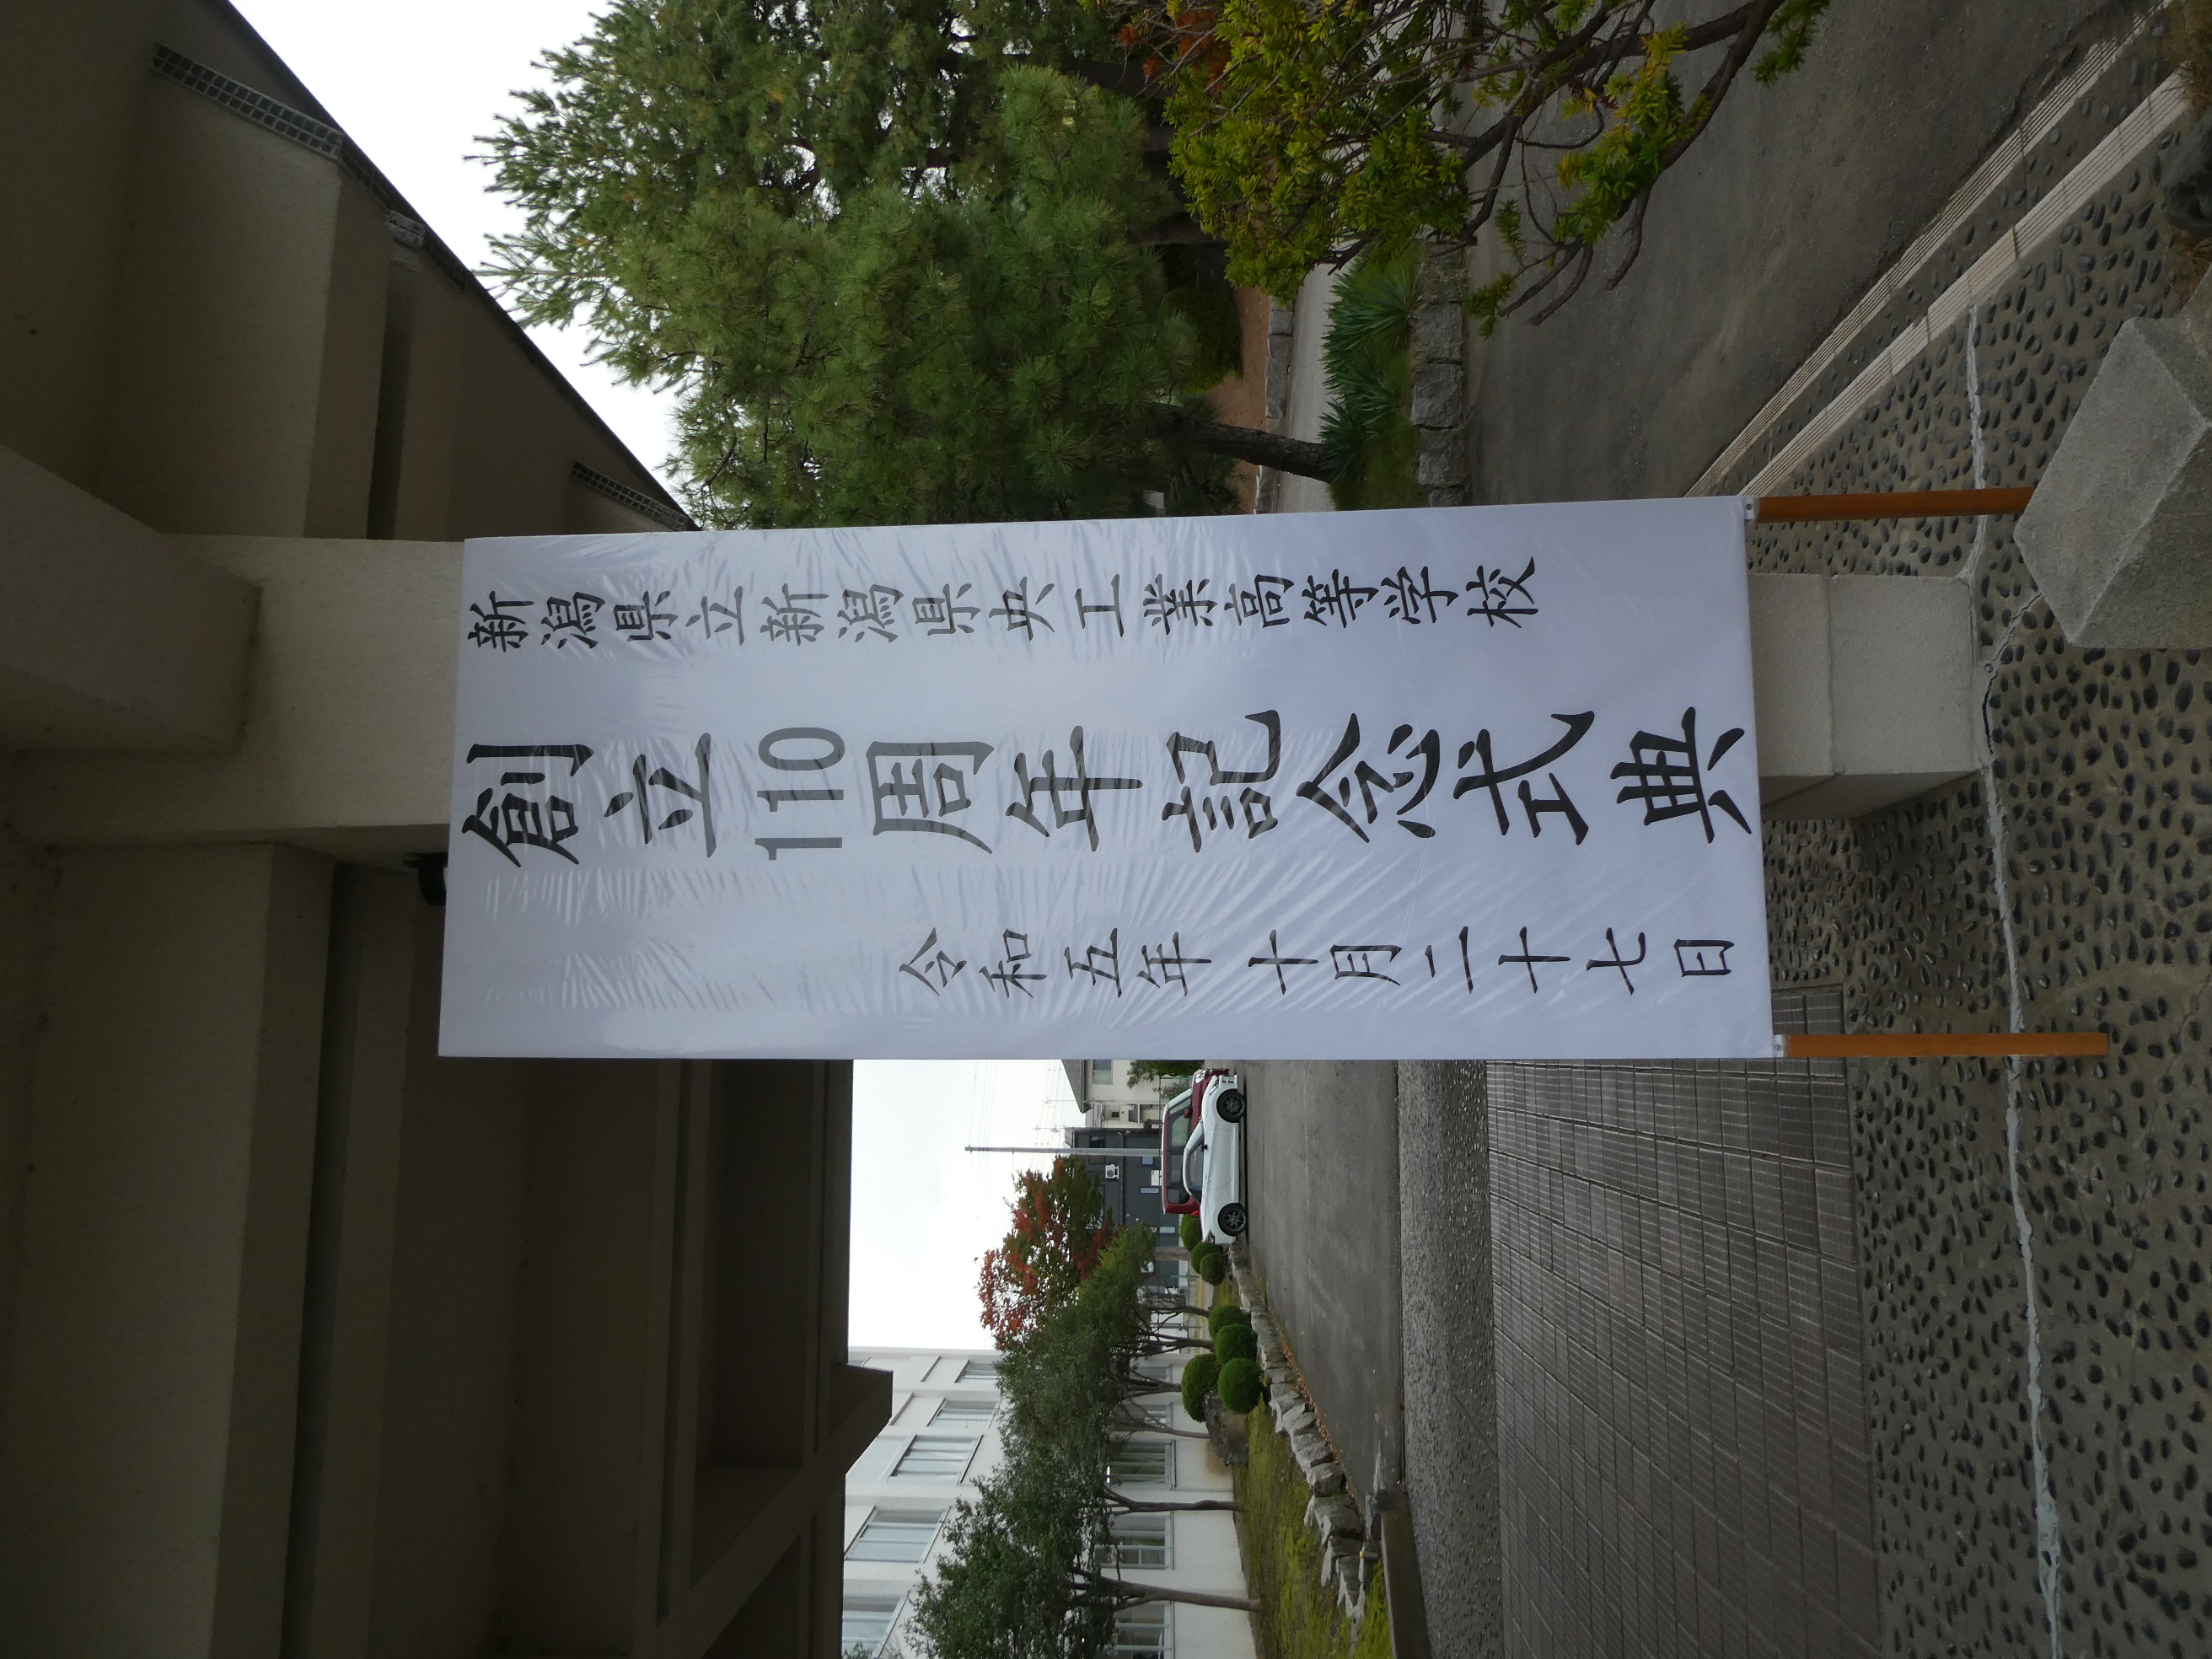 新潟県立新潟県央工業高等学校
創立110周年記念式典
令和五年十月二十七日